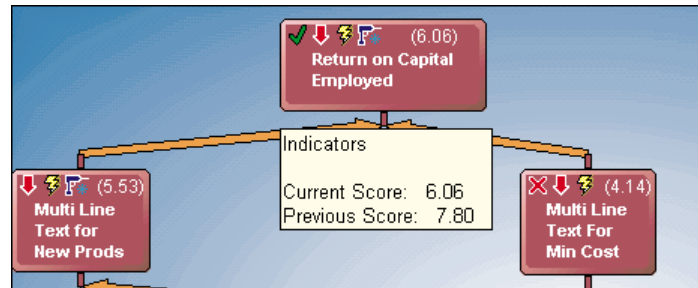 (6.06)
Return on Capital
Employed
Indicators
Current Score: 6.06
Previous Score: 7.80
(5.53)
Multi Line
Text for
New Prods
(4.14)
Multi Line
Text For
Min Cost